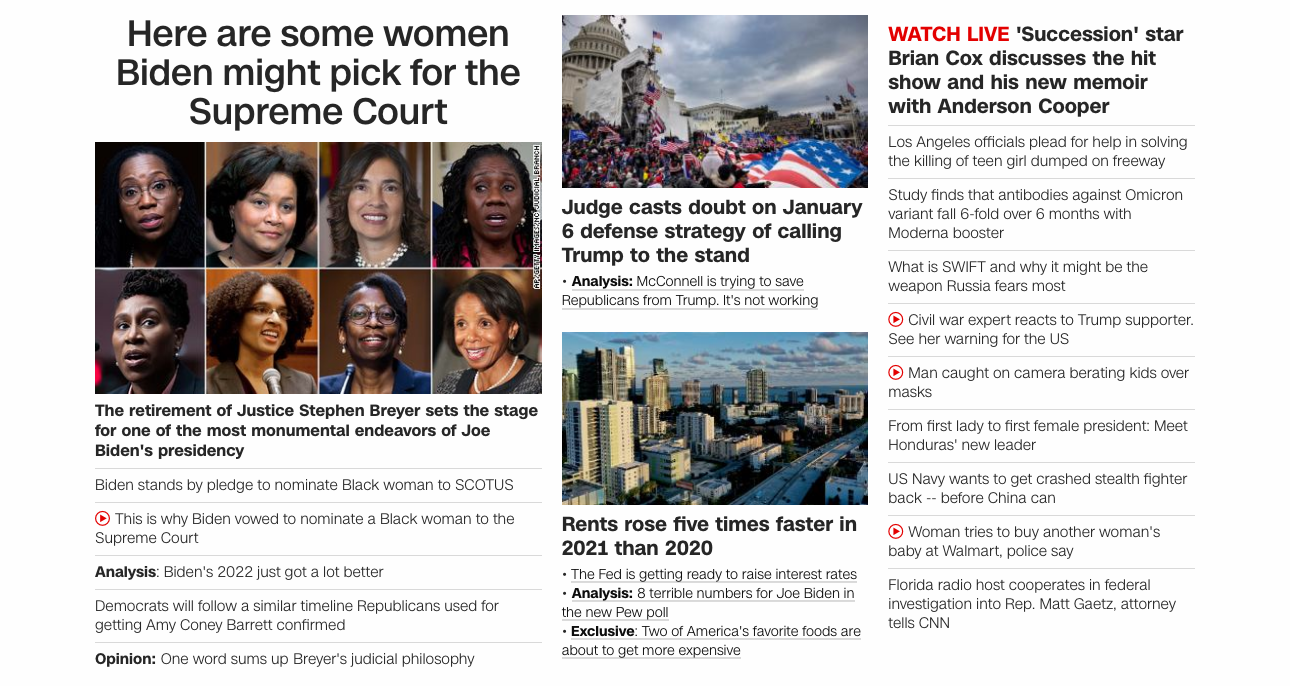 Here are some women
Biden might pick for the
Supreme Court
AP/GETTY IMAGES/NC JUDICIAL BRANCH
The retirement of Justice Stephen Breyer sets the stage
for one of the most monumental endeavors of Joe
Biden's presidency
Biden stands by pledge to nominate Black woman to SCOTUS
This is why Biden vowed to nominate a Black woman to the
Supreme Court
Analysis: Biden's 2022 just got a lot better
Democrats will follow a similar timeline Republicans used for
getting Amy Coney Barrett confirmed
Opinion: One word sums up Breyer's judicial philosophy
Judge casts doubt on January
6 defense strategy of calling
Trump to the stand
• Analysis: McConnell is trying to save
Republicans from Trump. It's not working
Rents rose five times faster in
2021 than 2020
• The Fed is getting ready to raise interest rates
• Analysis: 8 terrible numbers for Joe Biden in
the new Pew poll
• Exclusive: Two of America's favorite foods are
about to get more expensive
WATCH LIVE 'Succession' star
Brian Cox discusses the hit
show and his new memoir
with Anderson Cooper
Los Angeles officials plead for help in solving
the killing of teen girl dumped on freeway
Study finds that antibodies against Omicron
variant fall 6-fold over 6 months with
Moderna booster
What is SWIFT and why it might be the
weapon Russia fears most
Civil war expert reacts to Trump supporter.
See her warning for the US
Man caught on camera berating kids over
masks
From first lady to first female president: Meet
Honduras' new leader
US Navy wants to get crashed stealth fighter
back -- before China can
Woman tries to buy another woman's
baby at Walmart, police say
Florida radio host cooperates in federal
investigation into Rep. Matt Gaetz, attorney
tells CNN